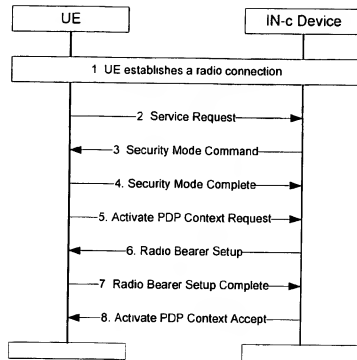 UE
IN-c Device
1 UE establishes a radio connection
2 Service Request
3 Security Mode Command
4. Security Mode Complete
5. Activate PDP Context Request
6. Radio Bearer Setup
7 Radio Bearer Setup Complete
8. Activate PDP Context Accept